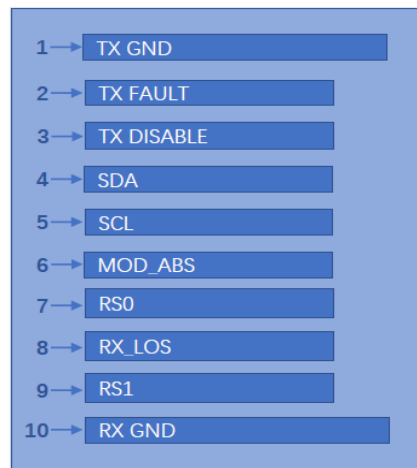 1 TX GND
2 TX FAULT
3 TX DISABLE
4 SDA
5 SCL
6 MOD_ABS
7 RS0
8 RX_LOS
9 RS1
10 RX GND